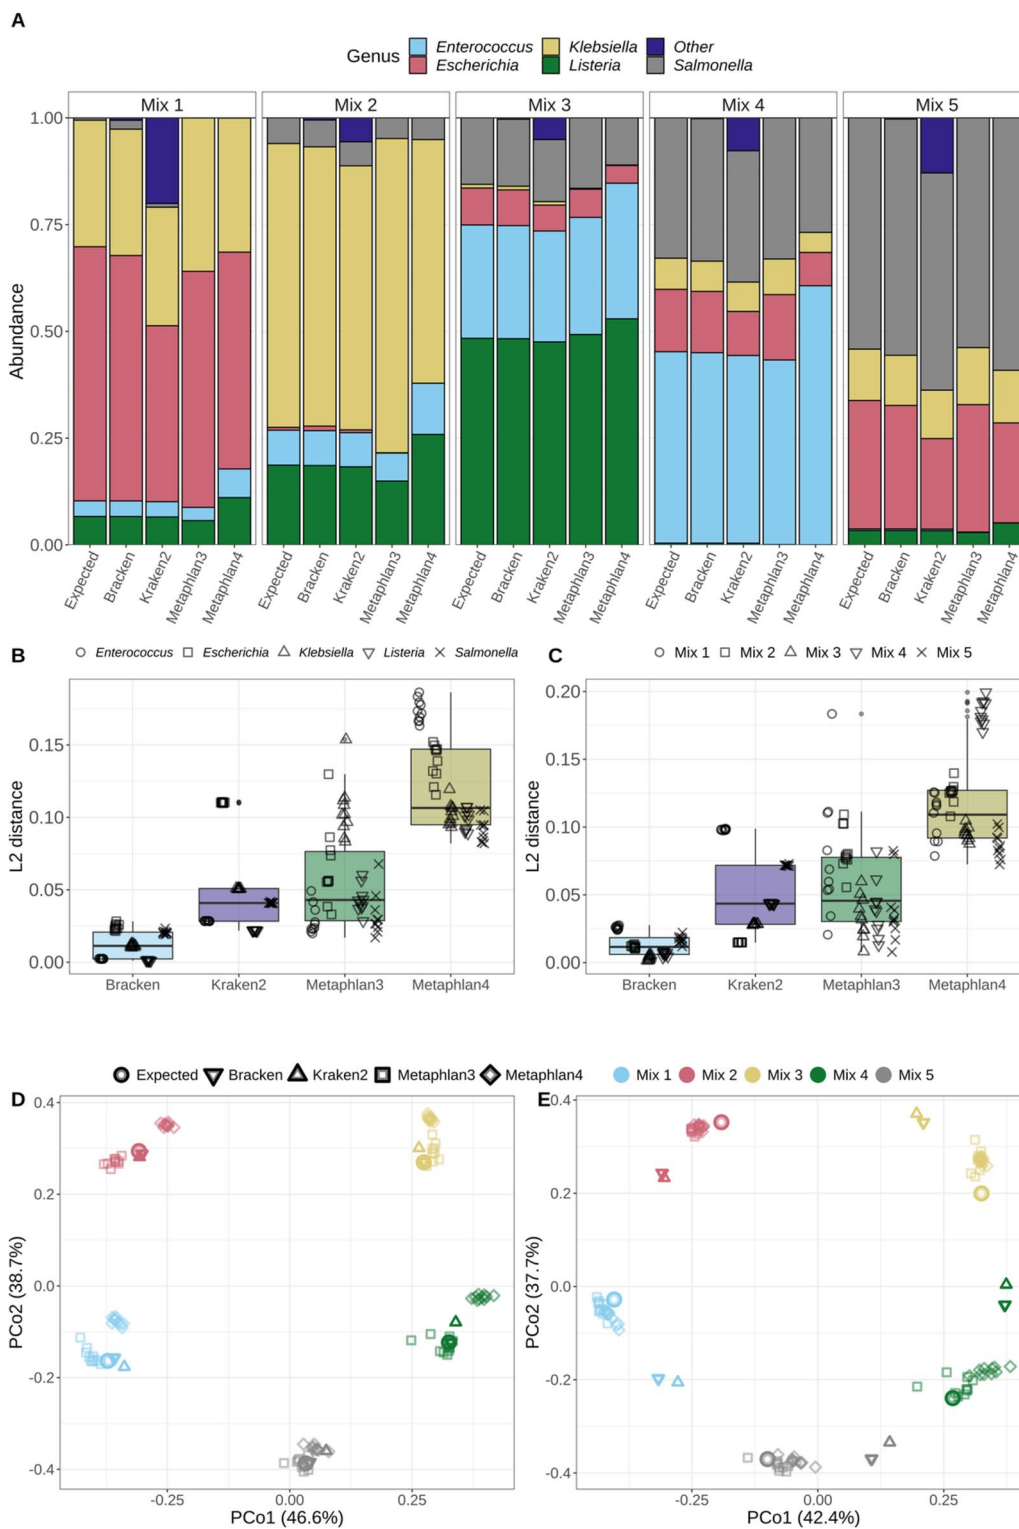 A
Genus
Enterococcus Klebsiella Other
Escherichia Listeria Salmonella
Mix 1 Mix 2 Mix 3 Mix 4 Mix 5
1.00
0.75
0.50
0.25
0.00
Abundance
Expected Bracken Kraken2 Metaphlan3 Metaphlan4
Expected Bracken Kraken2 Metaphlan3 Metaphlan4
Expected Bracken Kraken2 Metaphlan3 Metaphlan4
Expected Bracken Kraken2 Metaphlan3 Metaphlan4
Expected Bracken Kraken2 Metaphlan3 Metaphlan4
B
Enterococcus Escherichia Klebsiella Listeria Salmonella
0.15
0.10
0.05
0.00
L2 distance
Bracken Kraken2 Metaphlan3 Metaphlan4
C
Mix 1 Mix 2 Mix 3 Mix 4 Mix 5
0.20
0.15
0.10
0.05
0.00
L2 distance
Bracken Kraken2 Metaphlan3 Metaphlan4
Expected Bracken Kraken2 Metaphlan3 Metaphlan4 Mix 1 Mix 2 Mix 3 Mix 4 Mix 5
D
0.4
0.2
0.0
-0.2
-0.4
PCo2 (38.7%)
-0.25 0.00 0.25
PCo1 (46.6%)
E
0.4
0.2
0.0
-0.2
-0.4
PCo2 (37.7%)
-0.25 0.00 0.25
PCo1 (42.4%)